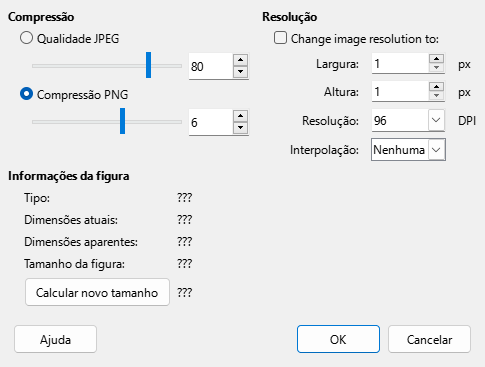 Compressão
Qualidade JPEG
80
Compressão PNG
6
Resolução
Change image resolution to:
Largura: 1 px
Altura: 1 px
Resolução: 96 DPI
Interpolação: Nenhuma
Informações da figura
Tipo: ???
Dimensões atuais: ???
Dimensões aparentes: ???
Tamanho da figura: ???
Calcular novo tamanho ???
Ajuda
OK
Cancelar